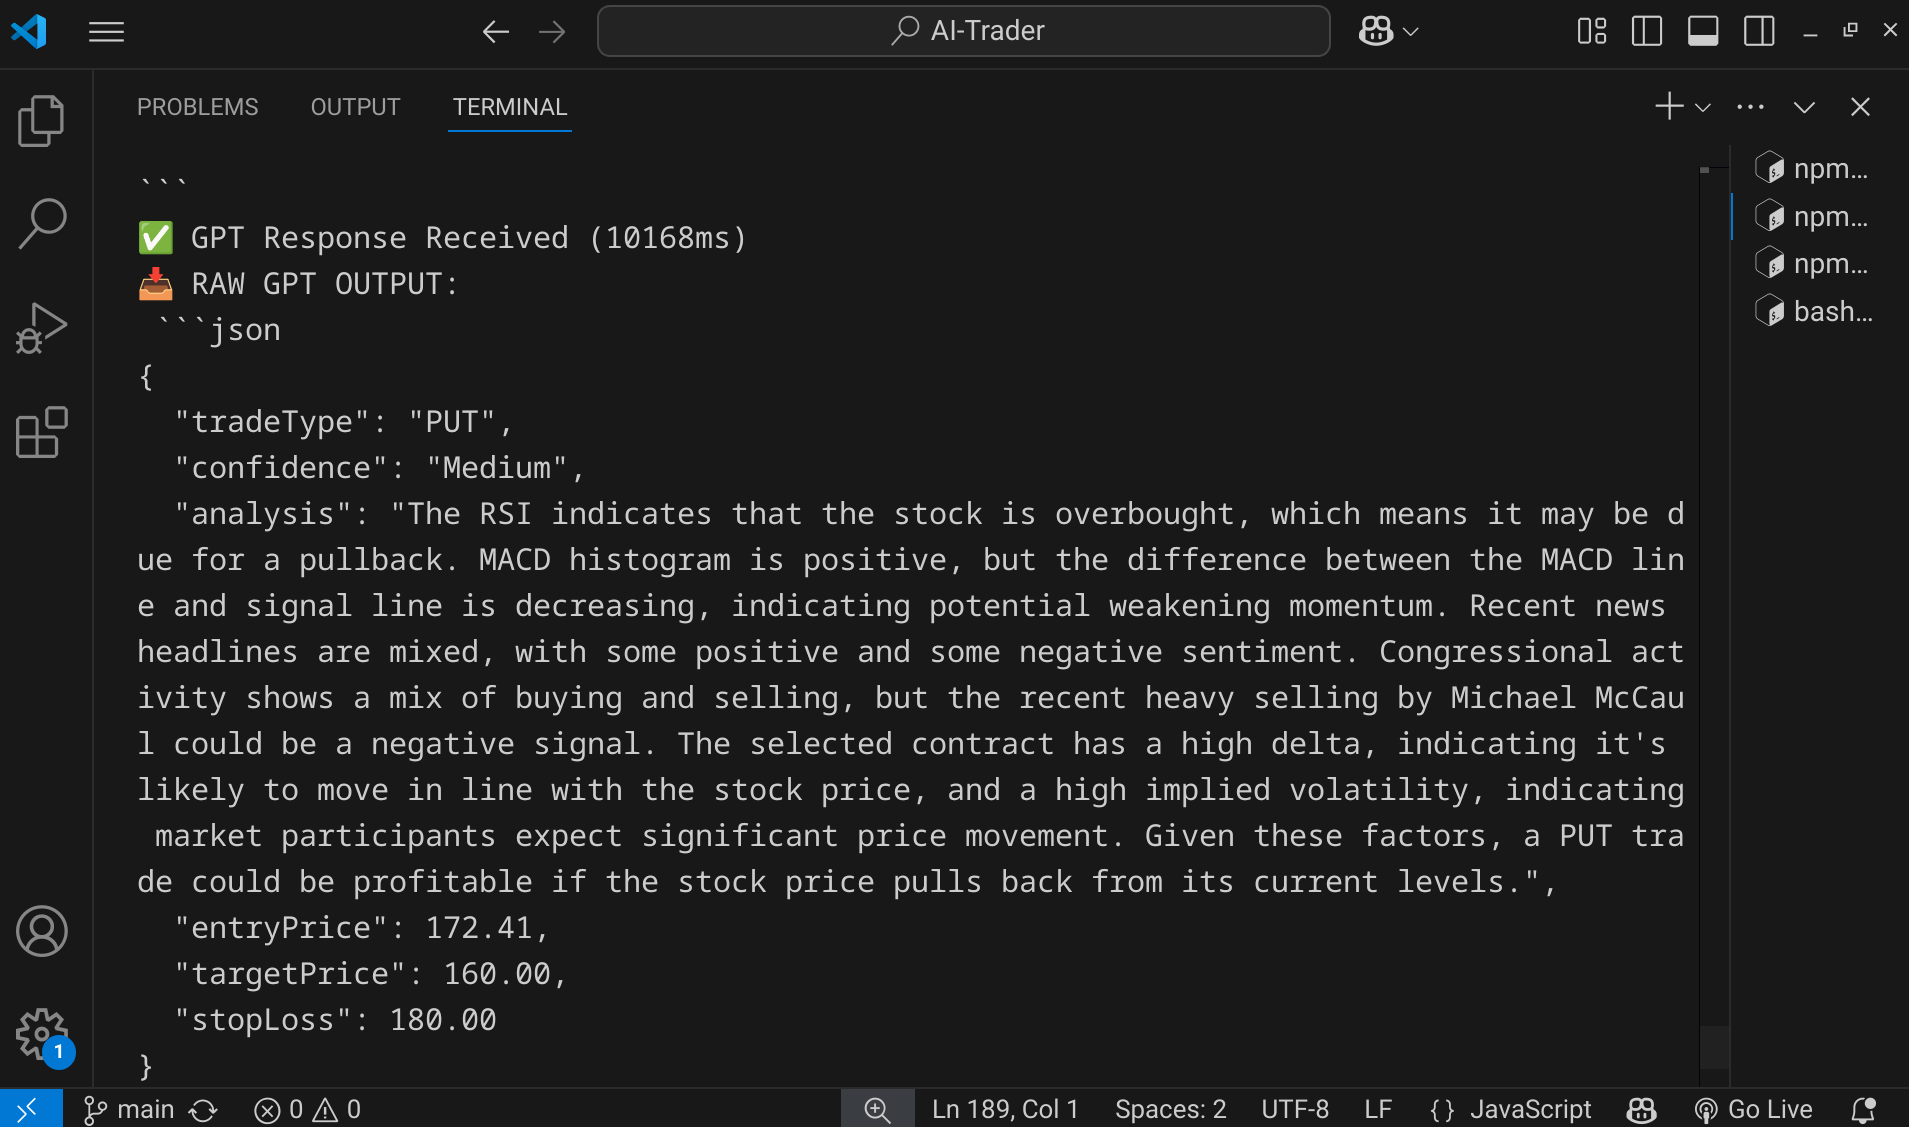 AI-Trader
PROBLEMS OUTPUT TERMINAL
```
✅ GPT Response Received (10168ms)
📥 RAW GPT OUTPUT:
 ```json
{
  "tradeType": "PUT",
  "confidence": "Medium",
  "analysis": "The RSI indicates that the stock is overbought, which means it may be d
ue for a pullback. MACD histogram is positive, but the difference between the MACD lin
e and signal line is decreasing, indicating potential weakening momentum. Recent news
headlines are mixed, with some positive and some negative sentiment. Congressional act
ivity shows a mix of buying and selling, but the recent heavy selling by Michael McCau
l could be a negative signal. The selected contract has a high delta, indicating it's
likely to move in line with the stock price, and a high implied volatility, indicating
 market participants expect significant price movement. Given these factors, a PUT tra
de could be profitable if the stock price pulls back from its current levels.",
  "entryPrice": 172.41,
  "targetPrice": 160.00,
  "stopLoss": 180.00
}
npm...
npm...
npm...
bash...
1
main 0 0 Ln 189, Col 1 Spaces: 2 UTF-8 LF {} JavaScript Go Live